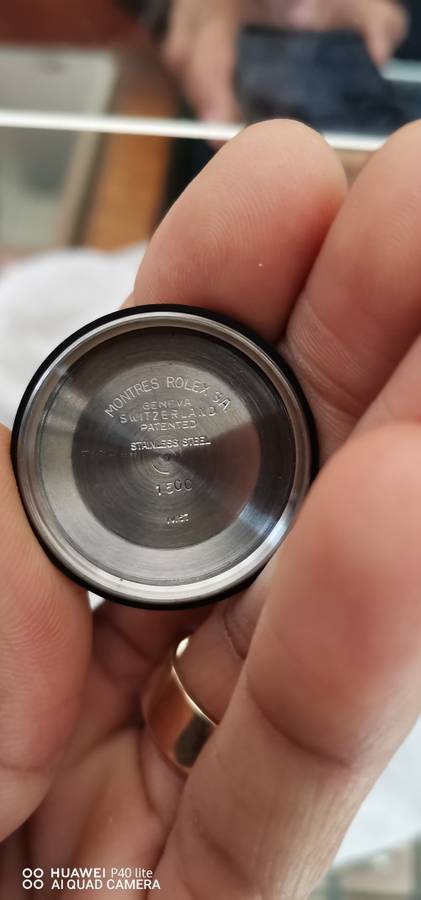 MONTRES ROLEX S.A.
GENEVA
SWITZERLAND
PATENTED
STAINLESS STEEL
1500
HUAWEI P40 lite
AI QUAD CAMERA